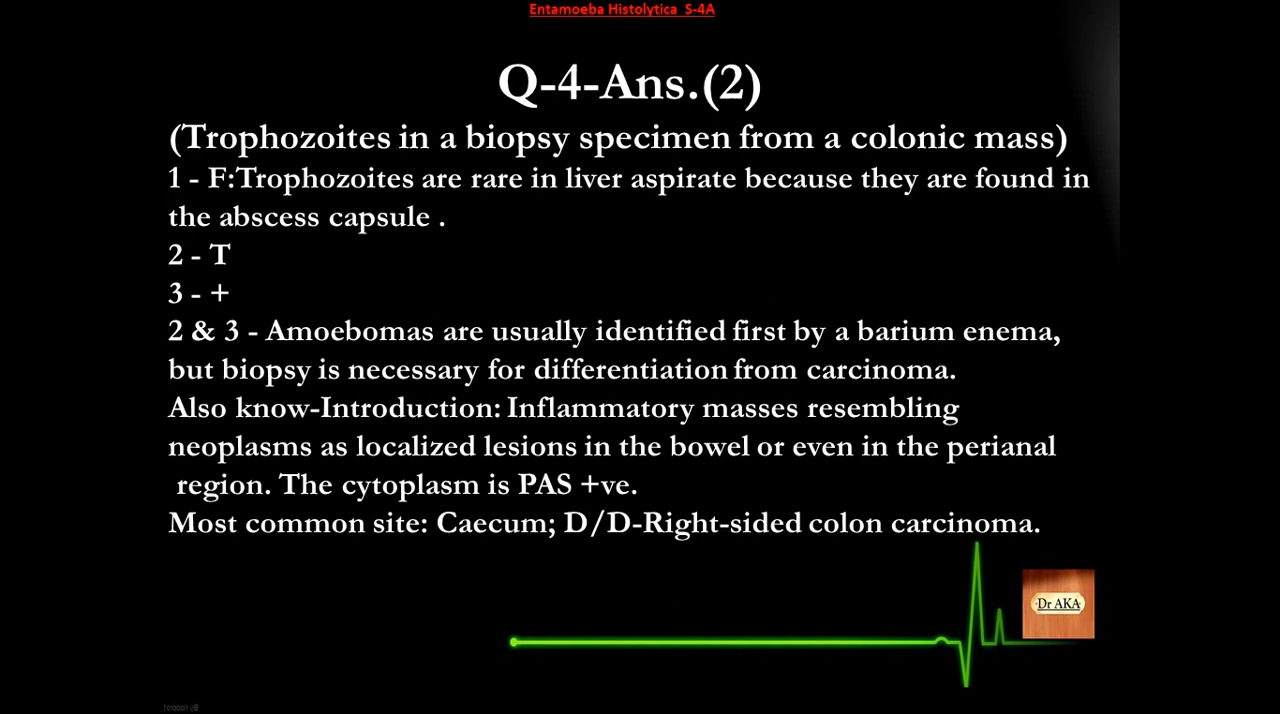 Entamoeba Histolytica S-4A
Q-4-Ans.(2)
(Trophozoites in a biopsy specimen from a colonic mass)
1 - F:Trophozoites are rare in liver aspirate because they are found in
the abscess capsule .
2 - T
3 - +
2 & 3 - Amoebomas are usually identified first by a barium enema,
but biopsy is necessary for differentiation from carcinoma.
Also know-Introduction: Inflammatory masses resembling
neoplasms as localized lesions in the bowel or even in the perianal
region. The cytoplasm is PAS +ve.
Most common site: Caecum; D/D-Right-sided colon carcinoma.
Dr AKA